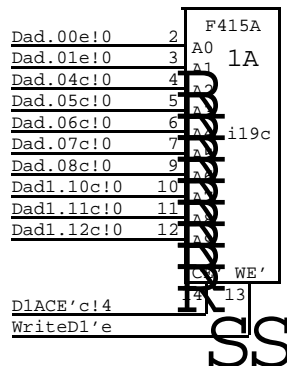 F415A
Dad.00e!0 2 A0 1A
Dad.01e!0 3 A1
Dad.04c!0 4 A2
Dad.05c!0 5
Dad.06c!0 6 i19c
Dad.07c!0 7
Dad.08c!0 9
Dad1.10c!0 10
Dad1.11c!0 11
Dad1.12c!0 12
WE'
14 13
D1ACE'c!4
WriteD1'e
SS